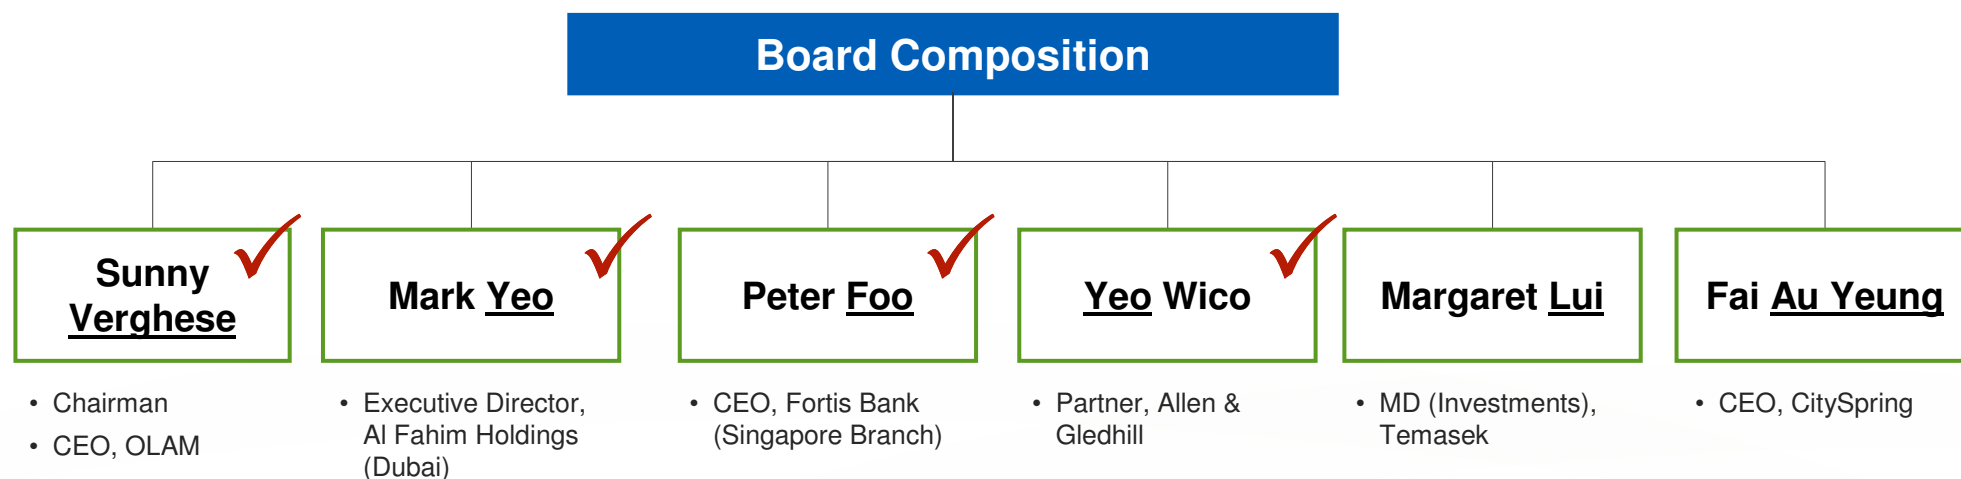 Board Composition
Sunny
Verghese
Mark Yeo
Peter Foo
Yeo Wico
Margaret Lui
Fai Au Yeung
• Chairman
• CEO, OLAM
• Executive Director,
Al Fahim Holdings
(Dubai)
• CEO, Fortis Bank
(Singapore Branch)
• Partner, Allen &
Gledhill
• MD (Investments),
Temasek
• CEO, CitySpring